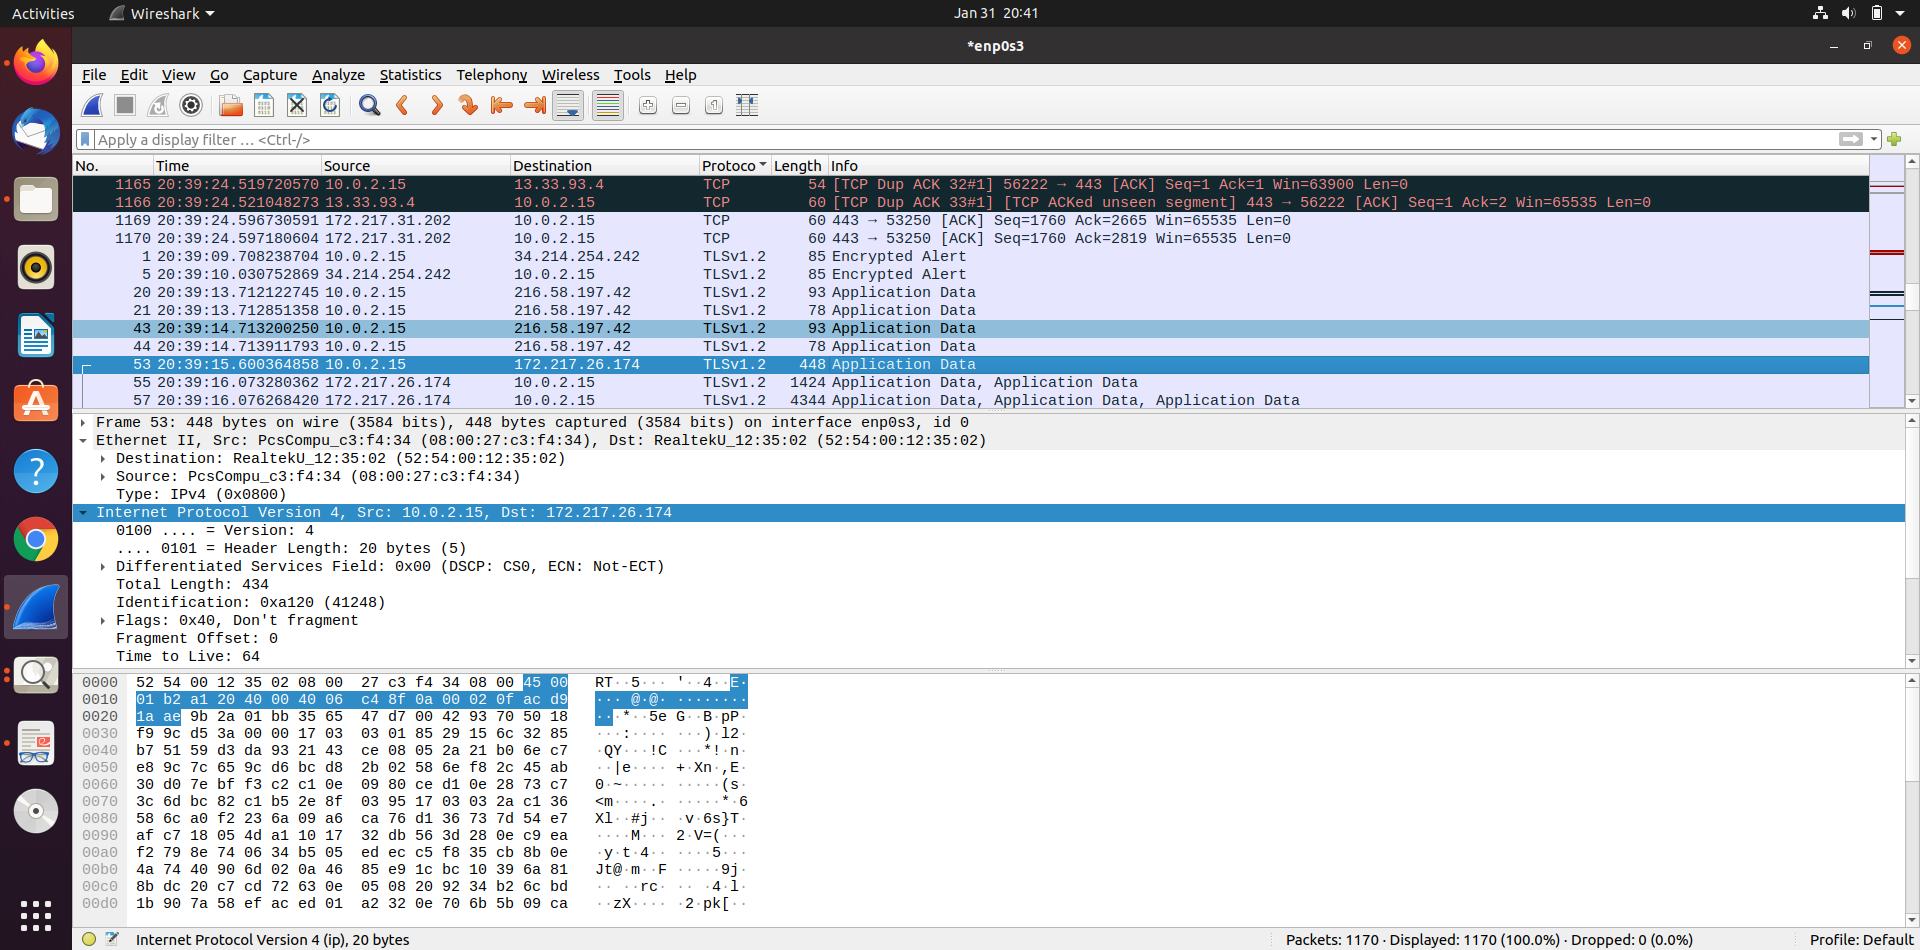 Activities
Wireshark
Jan 31 20:41
*enp0s3
File Edit View Go Capture Analyze Statistics Telephony Wireless Tools Help
Apply a display filter … <Ctrl-/>
No. Time Source Destination Protoco Length Info
1165 20:39:24.519720570 10.0.2.15 13.33.93.4 TCP 54 [TCP Dup ACK 32#1] 56222 → 443 [ACK] Seq=1 Ack=1 Win=63900 Len=0
1166 20:39:24.521048273 13.33.93.4 10.0.2.15 TCP 60 [TCP Dup ACK 33#1] [TCP ACKed unseen segment] 443 → 56222 [ACK] Seq=1 Ack=2 Win=65535 Len=0
1169 20:39:24.596730591 172.217.31.202 10.0.2.15 TCP 60 443 → 53250 [ACK] Seq=1760 Ack=2665 Win=65535 Len=0
1170 20:39:24.597180604 172.217.31.202 10.0.2.15 TCP 60 443 → 53250 [ACK] Seq=1760 Ack=2819 Win=65535 Len=0
1 20:39:09.708238704 10.0.2.15 34.214.254.242 TLSv1.2 85 Encrypted Alert
5 20:39:10.030752869 34.214.254.242 10.0.2.15 TLSv1.2 85 Encrypted Alert
20 20:39:13.712122745 10.0.2.15 216.58.197.42 TLSv1.2 93 Application Data
21 20:39:13.712851358 10.0.2.15 216.58.197.42 TLSv1.2 78 Application Data
43 20:39:14.713200250 10.0.2.15 216.58.197.42 TLSv1.2 93 Application Data
44 20:39:14.713911793 10.0.2.15 216.58.197.42 TLSv1.2 78 Application Data
53 20:39:15.600364858 10.0.2.15 172.217.26.174 TLSv1.2 448 Application Data
55 20:39:16.073280362 172.217.26.174 10.0.2.15 TLSv1.2 1424 Application Data, Application Data
57 20:39:16.076268420 172.217.26.174 10.0.2.15 TLSv1.2 4344 Application Data, Application Data, Application Data
Frame 53: 448 bytes on wire (3584 bits), 448 bytes captured (3584 bits) on interface enp0s3, id 0
Ethernet II, Src: PcsCompu_c3:f4:34 (08:00:27:c3:f4:34), Dst: RealtekU_12:35:02 (52:54:00:12:35:02)
Destination: RealtekU_12:35:02 (52:54:00:12:35:02)
Source: PcsCompu_c3:f4:34 (08:00:27:c3:f4:34)
Type: IPv4 (0x0800)
Internet Protocol Version 4, Src: 10.0.2.15, Dst: 172.217.26.174
0100 .... = Version: 4
.... 0101 = Header Length: 20 bytes (5)
Differentiated Services Field: 0x00 (DSCP: CS0, ECN: Not-ECT)
Total Length: 434
Identification: 0xa120 (41248)
Flags: 0x40, Don't fragment
Fragment Offset: 0
Time to Live: 64
0000 52 54 00 12 35 02 08 00 27 c3 f4 34 08 00 45 00 RT··5··· '··4··E·
0010 01 b2 a1 20 40 00 40 06 c4 8f 0a 00 02 0f ac d9 ··· @·@· ········
0020 1a ae 9b 2a 01 bb 35 65 47 d7 00 42 93 70 50 18 ···*··5e G··B·pP·
0030 f9 9c d5 3a 00 00 17 03 03 01 85 29 15 6c 32 85 ···:···· ···)·l2·
0040 b7 51 59 d3 da 93 21 43 ce 08 05 2a 21 b0 6e c7 ·QY···!C ···*!·n·
0050 e8 9c 7c 65 9c d6 bc d8 2b 02 58 6e f8 2c 45 ab ··|e···· +·Xn·,E·
0060 30 d0 7e bf f3 c2 c1 0e 09 80 ce d1 0e 28 73 c7 0·~····· ·····(s·
0070 3c 6d bc 82 c1 b5 2e 8f 03 95 17 03 03 2a c1 36 <m····.· ·····*·6
0080 58 6c a0 f2 23 6a 09 a6 ca 76 d1 36 73 7d 54 e7 Xl··#j·· ·v·6s}T·
0090 af c7 18 05 4d a1 10 17 32 db 56 3d 28 0e c9 ea ····M··· 2·V=(···
00a0 f2 79 8e 74 06 34 b5 05 ed ec c5 f8 35 cb 8b 0e ·y·t·4·· ····5···
00b0 4a 74 40 90 6d 02 0a 46 85 e9 1c bc 10 39 6a 81 Jt@·m··F ·····9j·
00c0 8b dc 20 c7 cd 72 63 0e 05 08 20 92 34 b2 6c bd ·· ··rc· ·· ·4·l·
00d0 1b 90 7a 58 ef ac ed 01 a2 32 0e 70 6b 5b 09 ca ··zX···· ·2·pk[··
Internet Protocol Version 4 (ip), 20 bytes
Packets: 1170 · Displayed: 1170 (100.0%) · Dropped: 0 (0.0%)
Profile: Default